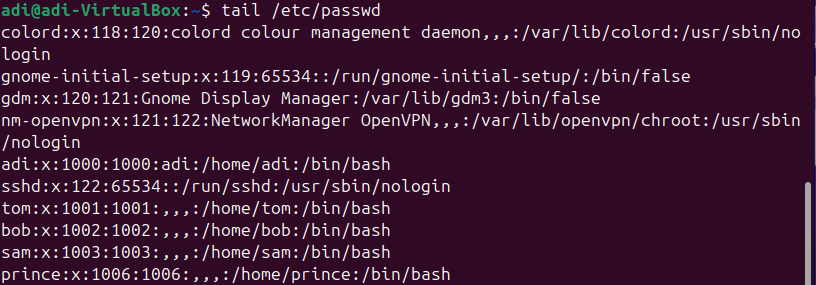 adi@adi-VirtualBox:~$ tail /etc/passwd
colord:x:118:120:colord colour management daemon,,,:/var/lib/colord:/usr/sbin/no
login
gnome-initial-setup:x:119:65534::/run/gnome-initial-setup/:/bin/false
gdm:x:120:121:Gnome Display Manager:/var/lib/gdm3:/bin/false
nm-openvpn:x:121:122:NetworkManager OpenVPN,,,:/var/lib/openvpn/chroot:/usr/sbin
/nologin
adi:x:1000:1000:adi:/home/adi:/bin/bash
sshd:x:122:65534::/run/sshd:/usr/sbin/nologin
tom:x:1001:1001:,,,:/home/tom:/bin/bash
bob:x:1002:1002:,,,:/home/bob:/bin/bash
sam:x:1003:1003:,,,:/home/sam:/bin/bash
prince:x:1006:1006:,,,:/home/prince:/bin/bash